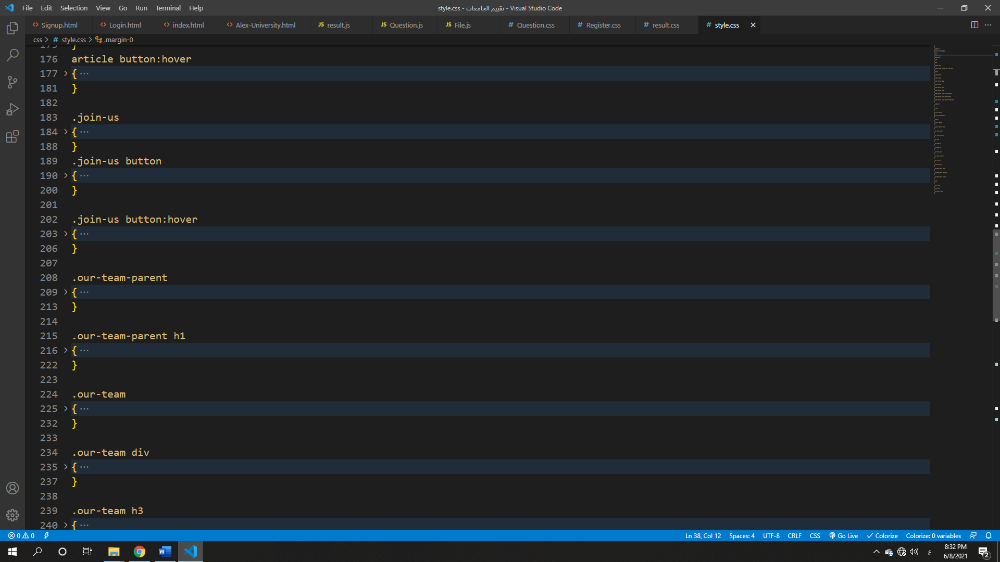 File Edit Selection View Go Run Terminal Help
style.css - تقييم الجامعات - Visual Studio Code
Signup.html Login.html index.html Alex-University.html JS result.js JS Question.js JS File.js # Question.css # Register.css # result.css # style.css
css > # style.css > .margin-0
175 }
176 article button:hover
177 > { ...
181 }
182
183 .join-us
184 > { ...
188 }
189 .join-us button
190 > { ...
200 }
201
202 .join-us button:hover
203 > { ...
206 }
207
208 .our-team-parent
209 > { ...
213 }
214
215 .our-team-parent h1
216 > { ...
222 }
223
224 .our-team
225 > { ...
232 }
233
234 .our-team div
235 > { ...
237 }
238
239 .our-team h3
240 > { ...
0 0 Ln 38, Col 12 Spaces: 4 UTF-8 CRLF CSS Go Live Colorize Colorize: 0 variables
ع 8:32 PM
6/8/2021
2